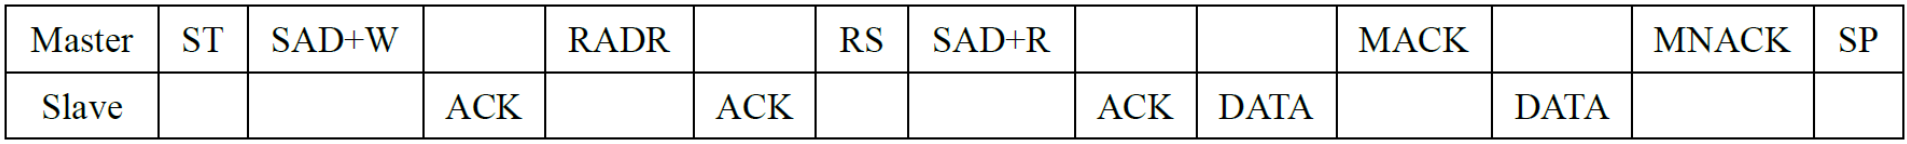 Master ST SAD+W RADR RS SAD+R MACK MNACK SP
Slave ACK ACK ACK DATA DATA